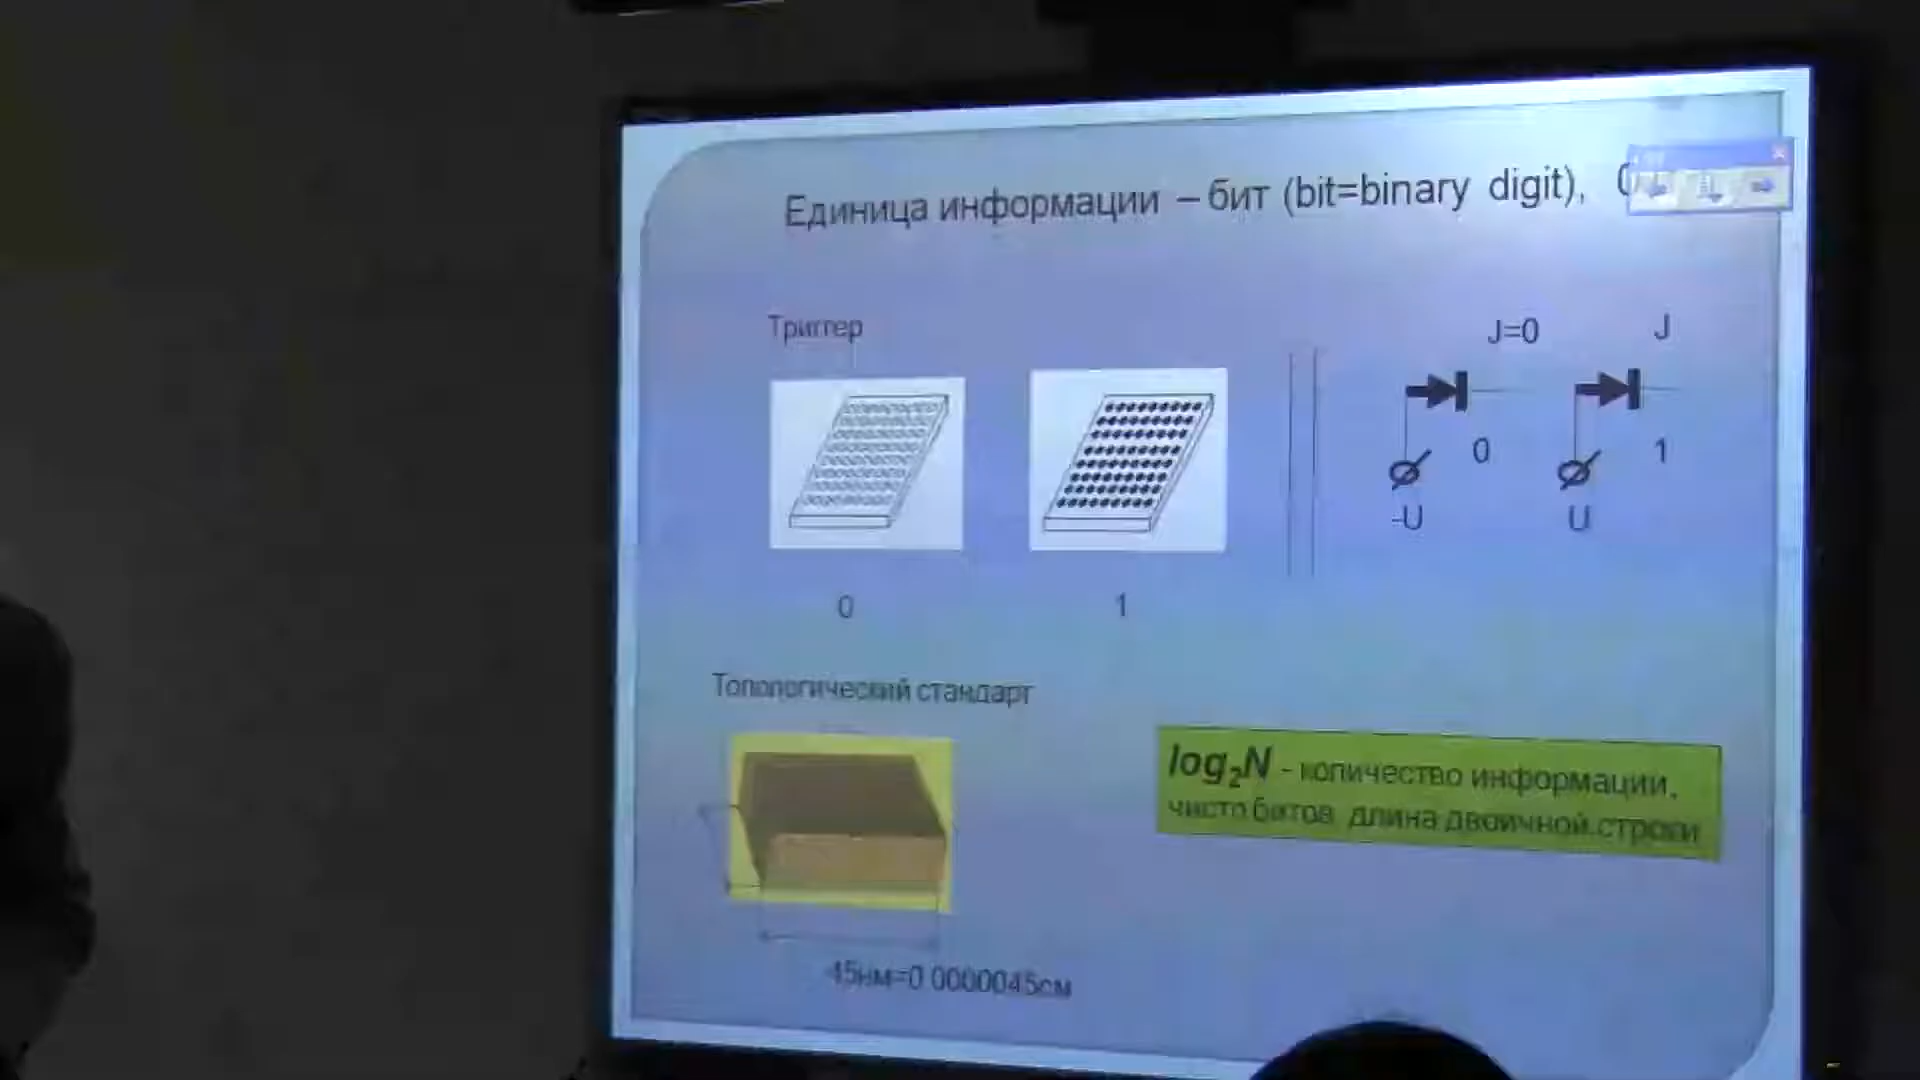 Единица информации – бит (bit=binary digit),
Триггер
J=0 J
0 1
-U U
0 1
Топологический стандарт
log₂N - количество информации,
число битов длина двоичной строки
45нм=0 0000045см